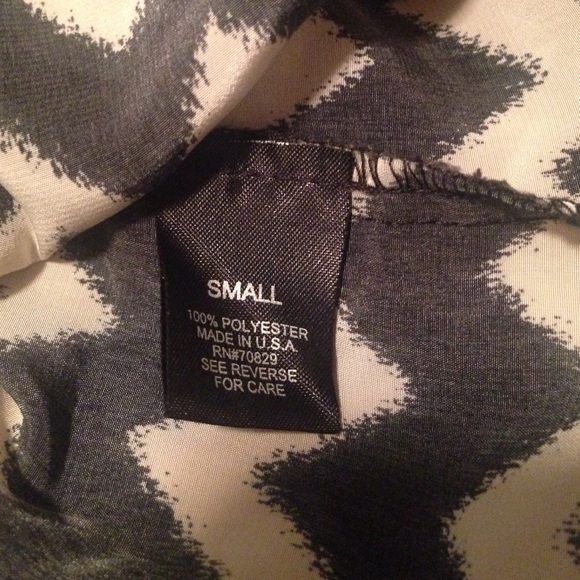 SMALL
100% POLYESTER
MADE IN U.S.A.
RN#70829
SEE REVERSE
FOR CARE